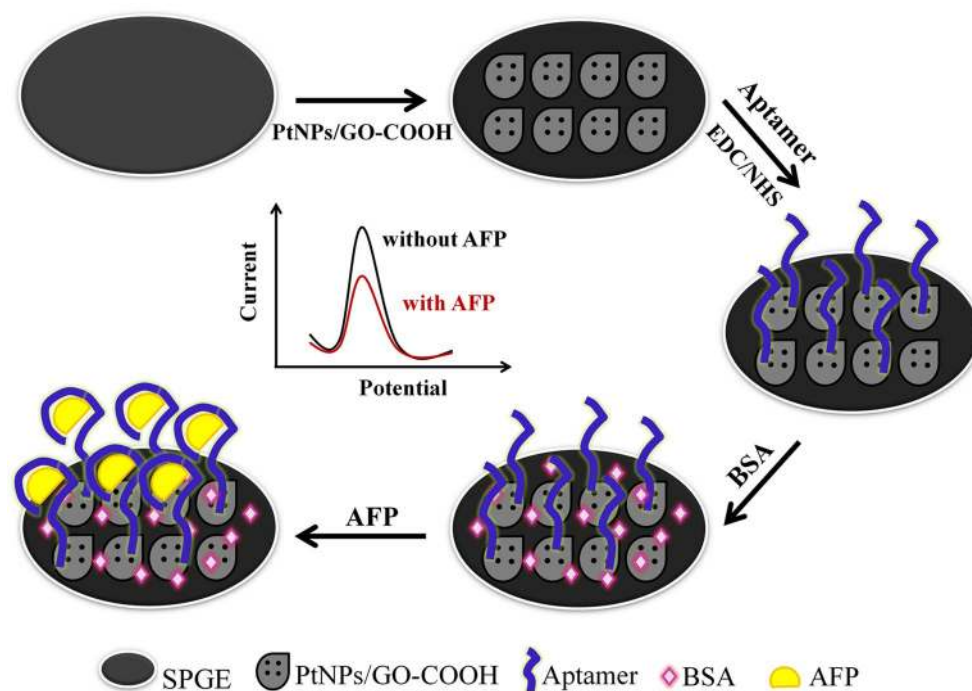 PtNPs/GO-COOH
Aptamer
EDC/NHS
Current
without AFP
with AFP
Potential
BSA
AFP
SPGE
PtNPs/GO-COOH
Aptamer
BSA
AFP